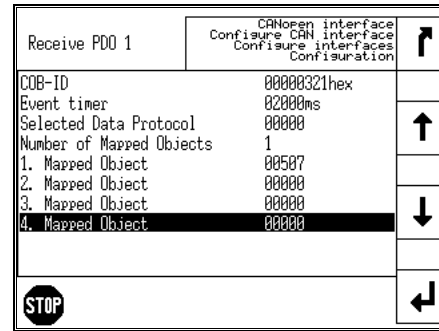 Receive PDO 1
CANopen interface
Configure CAN interface
Configure interfaces
Configuration
COB-ID 00000321hex
Event timer 02000ms
Selected Data Protocol 00000
Number of Mapped Objects 1
1. Mapped Object 00507
2. Mapped Object 00000
3. Mapped Object 00000
4. Mapped Object 00000
STOP